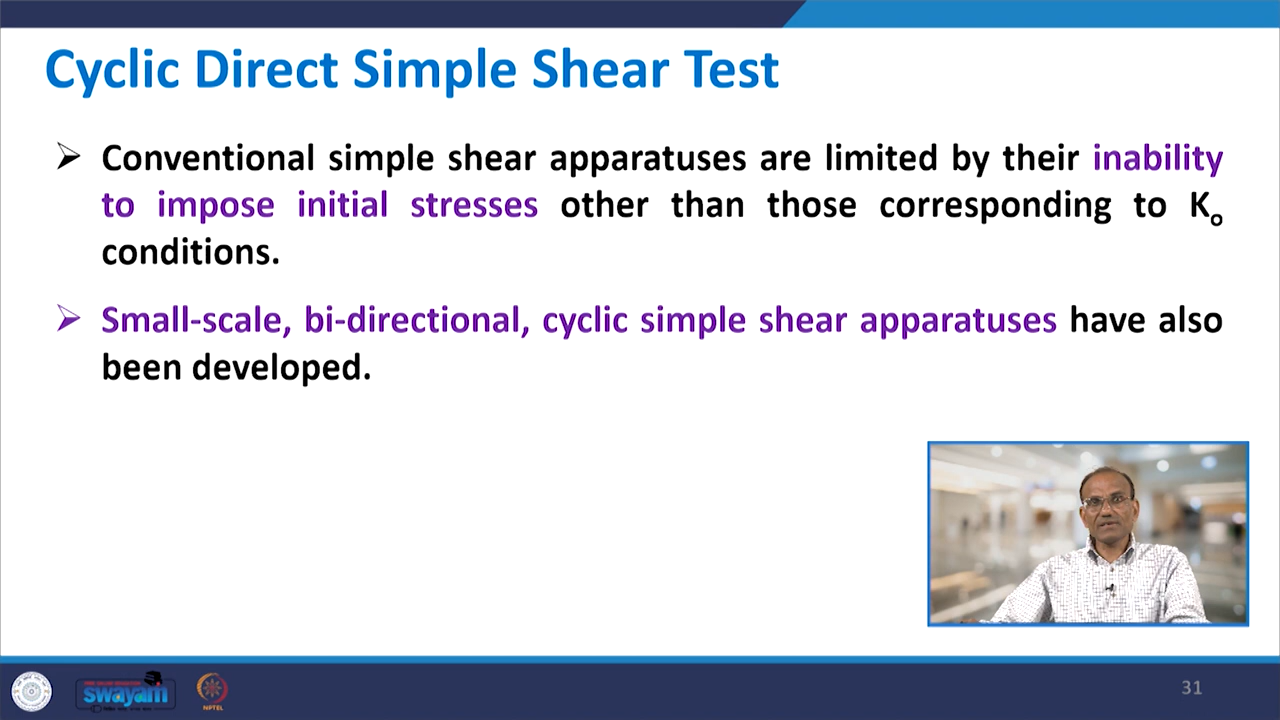 Cyclic Direct Simple Shear Test
➢ Conventional simple shear apparatuses are limited by their inability
to impose initial stresses other than those corresponding to Ko
conditions.
➢ Small-scale, bi-directional, cyclic simple shear apparatuses have also
been developed.
swayam
NPTEL
31